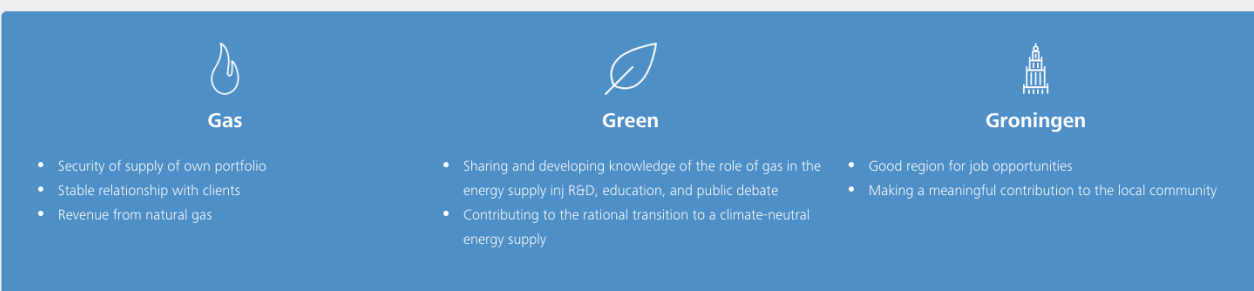 Gas
Security of supply of own portfolio
Stable relationship with clients
Revenue from natural gas
Green
Sharing and developing knowledge of the role of gas in the
energy supply inj R&D, education, and public debate
Contributing to the rational transition to a climate-neutral
energy supply
Groningen
Good region for job opportunities
Making a meaningful contribution to the local community